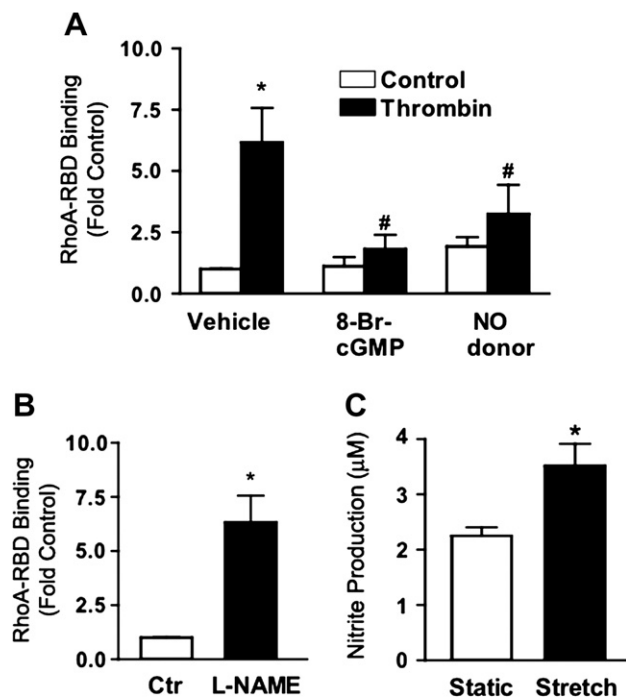 A
RhoA-RBD Binding
(Fold Control)
10.0
7.5
5.0
2.5
0.0
*
#
#
Control
Thrombin
Vehicle
8-Br-
cGMP
NO
donor
B
RhoA-RBD Binding
(Fold Control)
10.0
7.5
5.0
2.5
0.0
*
Ctr
L-NAME
C
Nitrite Production (μM)
4
3
2
1
0
*
Static
Stretch